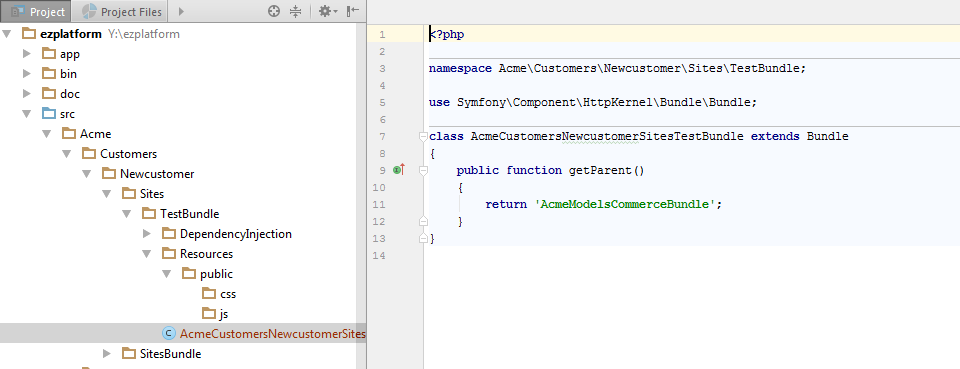 Project
Project Files
ezplatform Y:\ezplatform
app
bin
doc
src
Acme
Customers
Newcustomer
Sites
TestBundle
DependencyInjection
Resources
public
css
js
AcmeCustomersNewcustomerSites
SitesBundle
1 <?php
2
3 namespace Acme\Customers\Newcustomer\Sites\TestBundle;
4
5 use Symfony\Component\HttpKernel\Bundle\Bundle;
6
7 class AcmeCustomersNewcustomerSitesTestBundle extends Bundle
8 {
9 public function getParent()
10 {
11 return 'AcmeModelsCommerceBundle';
12 }
13 }
14